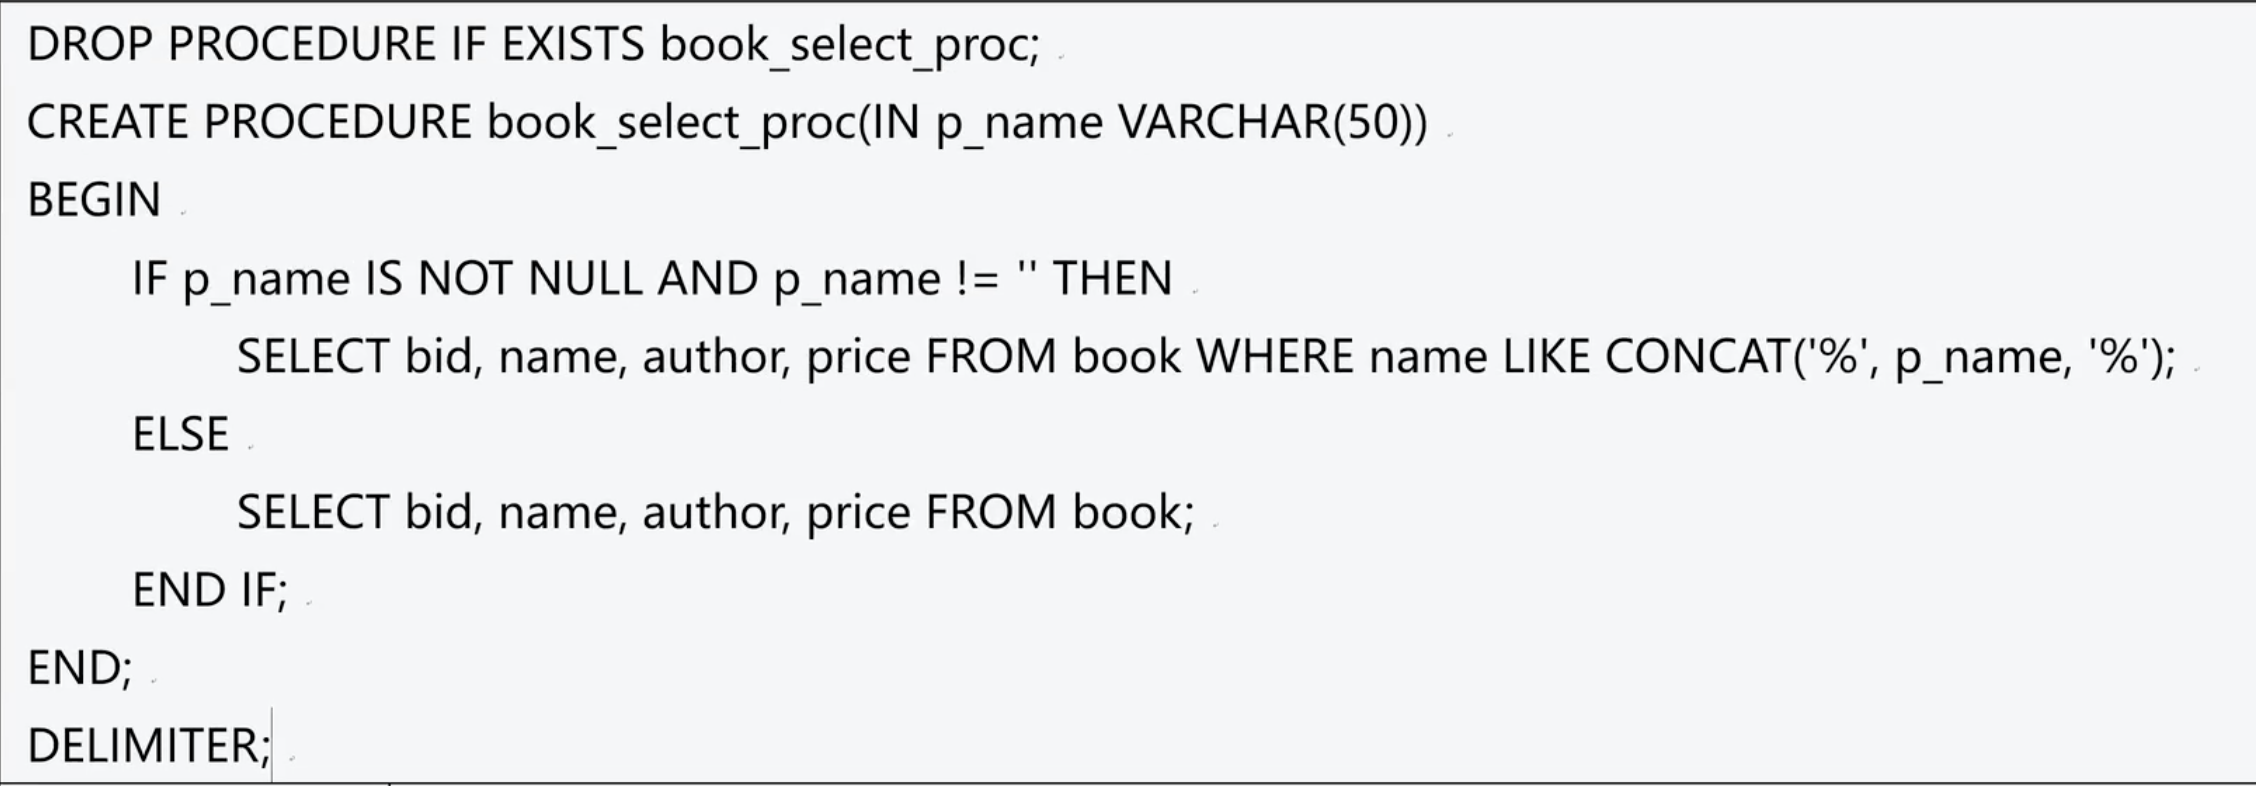 DROP PROCEDURE IF EXISTS book_select_proc;
CREATE PROCEDURE book_select_proc(IN p_name VARCHAR(50))
BEGIN
IF p_name IS NOT NULL AND p_name != '' THEN
SELECT bid, name, author, price FROM book WHERE name LIKE CONCAT('%', p_name, '%');
ELSE
SELECT bid, name, author, price FROM book;
END IF;
END;
DELIMITER;